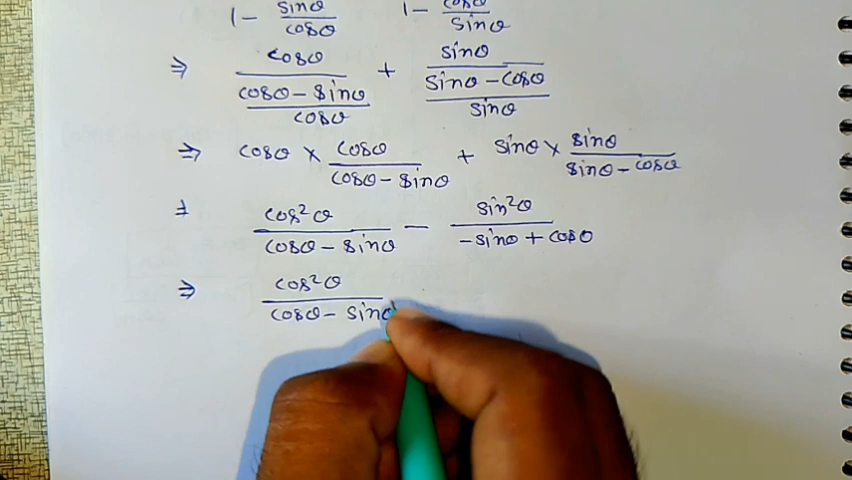 1 - sinθ/cosθ 1 - cosθ/sinθ
⇒ cosθ/((cosθ - sinθ)/cosθ) + sinθ/((sinθ - cosθ)/sinθ)
⇒ cosθ × cosθ/(cosθ - sinθ) + sinθ × sinθ/(sinθ - cosθ)
⇒ cos²θ/(cosθ - sinθ) - sin²θ/(-sinθ + cosθ)
⇒ cos²θ/(cosθ - sinθ